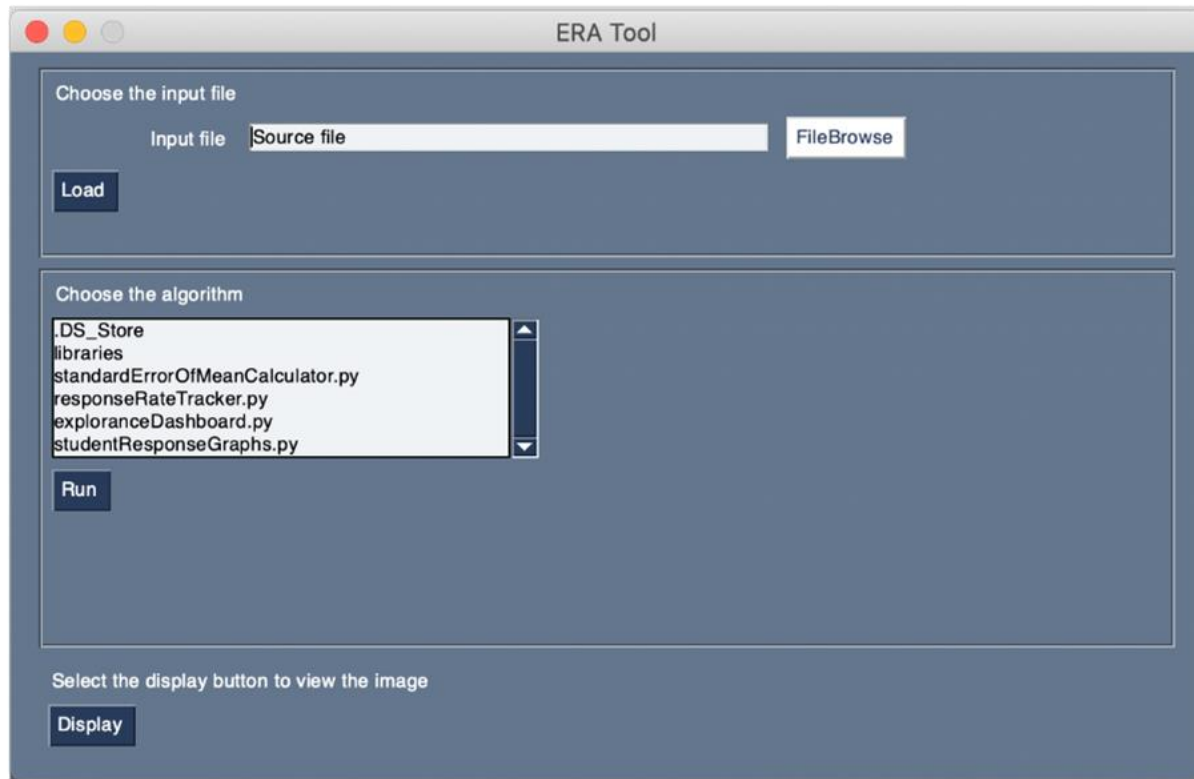 ERA Tool
Choose the input file
Input file Source file FileBrowse
Load
Choose the algorithm
.DS_Store
libraries
standardErrorOfMeanCalculator.py
responseRateTracker.py
exploranceDashboard.py
studentResponseGraphs.py
Run
Select the display button to view the image
Display